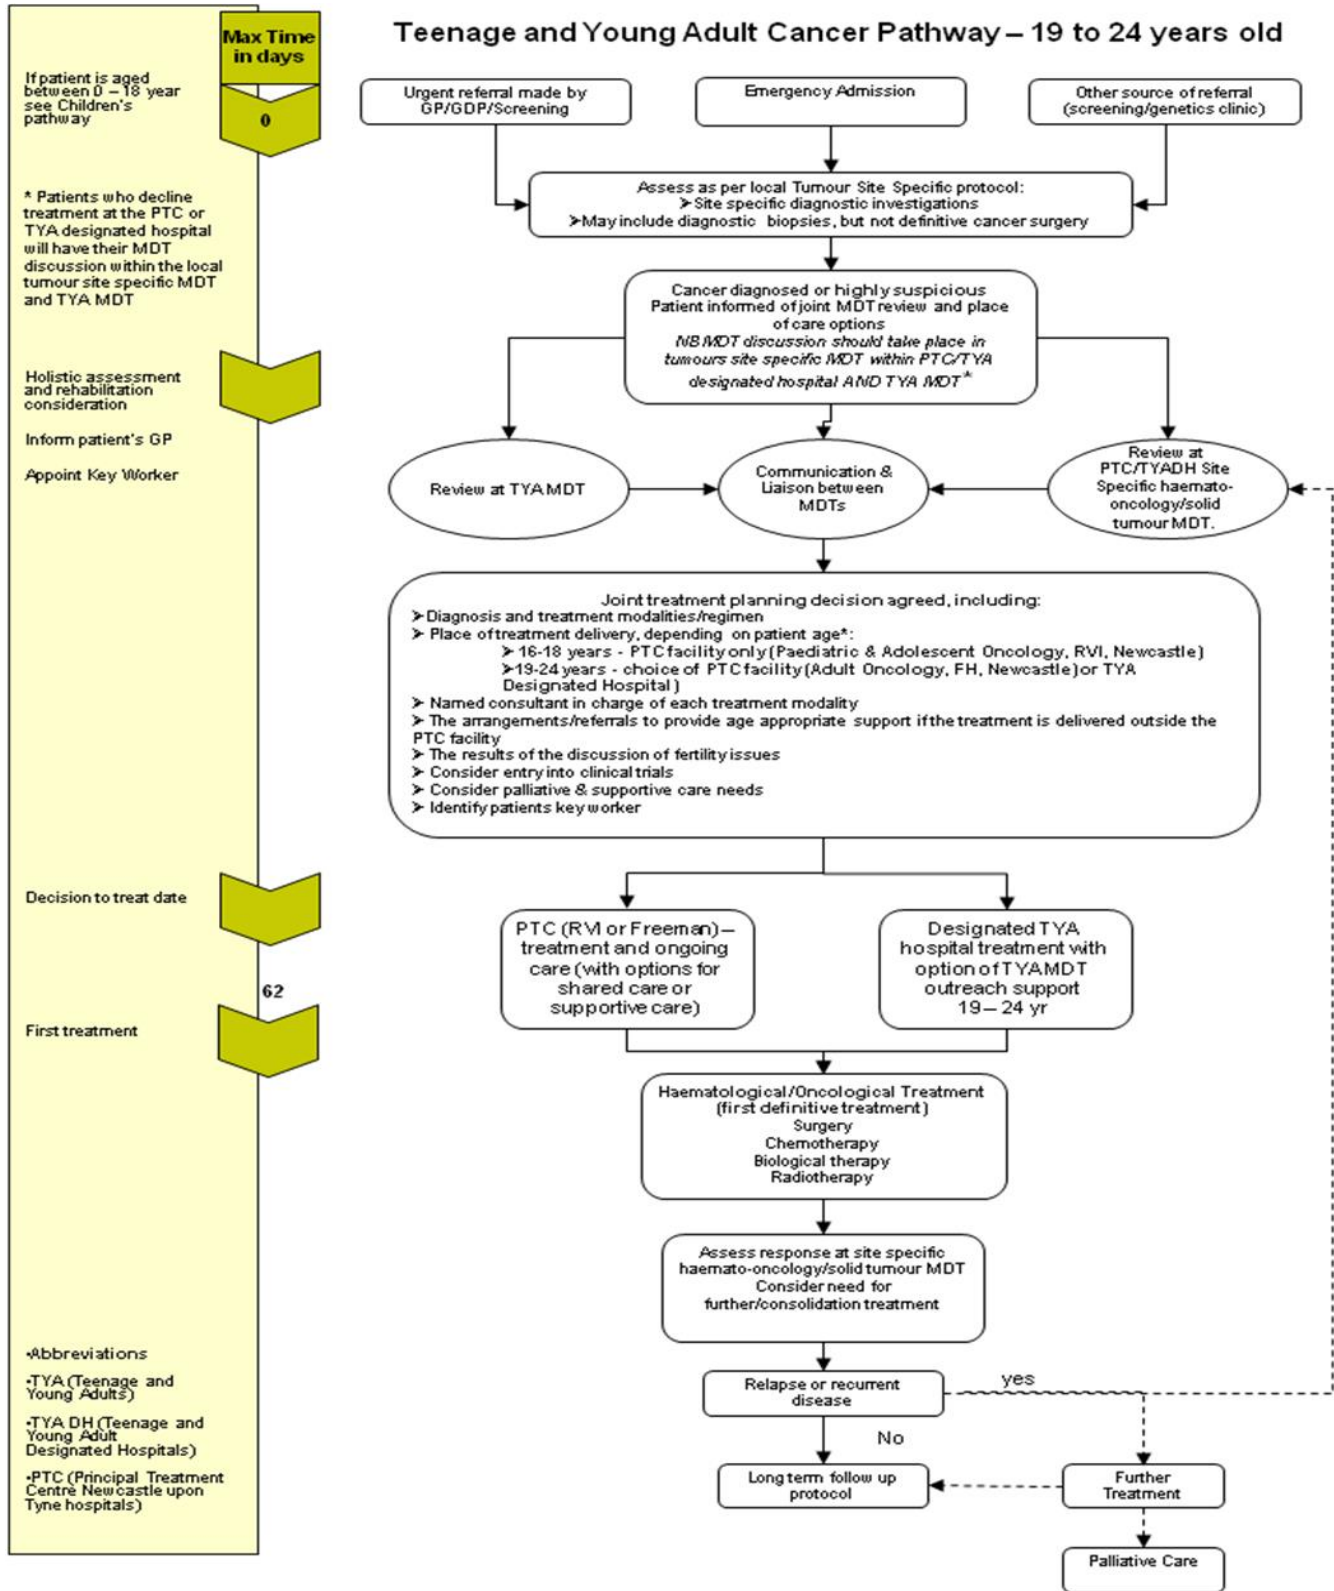 Teenage and Young Adult Cancer Pathway – 19 to 24 years old
Max Time
in days
If patient is aged
between 0 – 18 year
see Children's
pathway
0
* Patients who decline
treatment at the PTC or
TYA designated hospital
will have their MDT
discussion within the local
tumour site specific MDT
and TYA MDT
Holistic assessment
and rehabilitation
consideration
Inform patient's GP
Appoint Key Worker
Decision to treat date
62
First treatment
•Abbreviations
•TYA (Teenage and
Young Adults)
•TYA DH (Teenage and
Young Adult
Designated Hospitals)
•PTC (Principal Treatment
Centre Newcastle upon
Tyne hospitals)
Urgent referral made by
GP/GDP/Screening
Emergency Admission
Other source of referral
(screening/genetics clinic)
Assess as per local Tumour Site Specific protocol:
➢Site specific diagnostic investigations
➢May include diagnostic biopsies, but not definitive cancer surgery
Cancer diagnosed or highly suspicious
Patient informed of joint MDT review and place
of care options
NB MDT discussion should take place in
tumours site specific MDT within PTC/TYA
designated hospital AND TYA MDT*
Review at TYA MDT
Communication &
Liaison between
MDTs
Review at
PTC/TYADH Site
Specific haemato-
oncology/solid
tumour MDT.
Joint treatment planning decision agreed, including:
➢Diagnosis and treatment modalities/regimen
➢ Place of treatment delivery, depending on patient age*:
➢ 16-18 years - PTC facility only (Paediatric & Adolescent Oncology, RVI, Newcastle)
➢19-24 years - choice of PTC facility (Adult Oncology, FH, Newcastle) or TYA
Designated Hospital)
➢ Named consultant in charge of each treatment modality
➢ The arrangements/referrals to provide age appropriate support if the treatment is delivered outside the
PTC facility
➢ The results of the discussion of fertility issues
➢ Consider entry into clinical trials
➢ Consider palliative & supportive care needs
➢ Identify patients key worker
PTC (RVI or Freeman) –
treatment and ongoing
care (with options for
shared care or
supportive care)
Designated TYA
hospital treatment with
option of TYA MDT
outreach support
19 – 24 yr
Haematological/Oncological Treatment
(first definitive treatment)
Surgery
Chemotherapy
Biological therapy
Radiotherapy
Assess response at site specific
haemato-oncology/solid tumour MDT
Consider need for
further/consolidation treatment
Relapse or recurrent
disease
yes
No
Long term follow up
protocol
Further
Treatment
Palliative Care